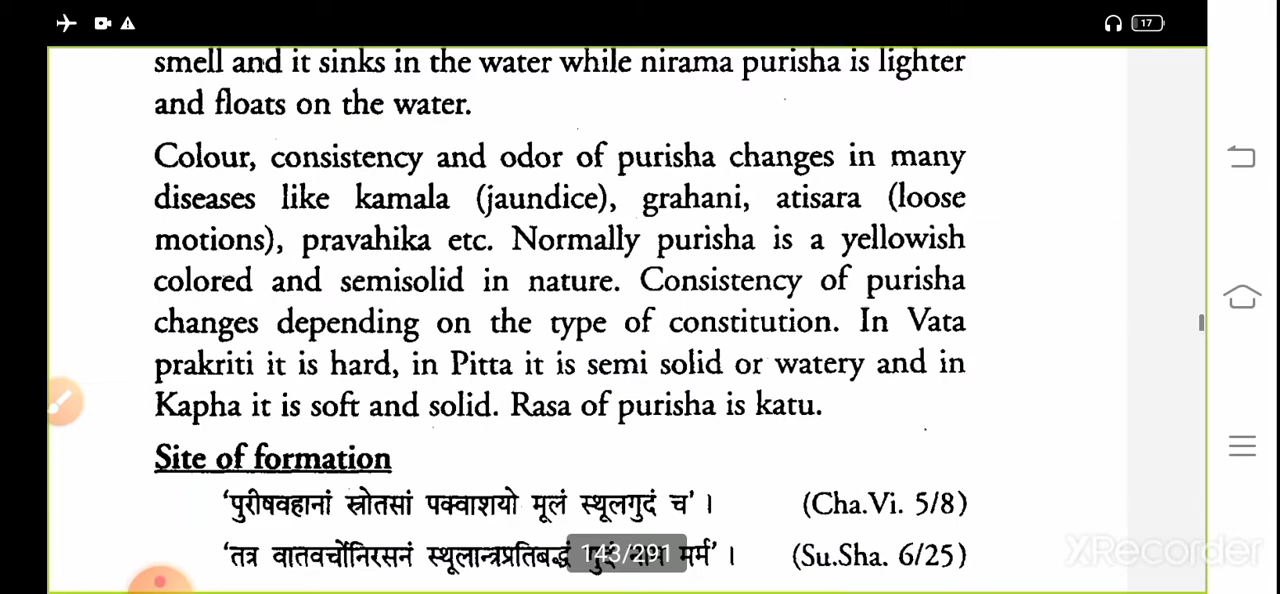 17
smell and it sinks in the water while nirama purisha is lighter
and floats on the water.
Colour, consistency and odor of purisha changes in many
diseases like kamala (jaundice), grahani, atisara (loose
motions), pravahika etc. Normally purisha is a yellowish
colored and semisolid in nature. Consistency of purisha
changes depending on the type of constitution. In Vata
prakriti it is hard, in Pitta it is semi solid or watery and in
Kapha it is soft and solid. Rasa of purisha is katu.
Site of formation
‘पुरीषवहानां स्त्रोतसां पक्वाशयो मूलं स्थूलगुदं च’ । (Cha.Vi. 5/8)
‘तत्र वातवर्चोनिरसनं स्थूलान्त्रप्रतिबद्धं मर्म’ । (Su.Sha. 6/25)
143/291
XRecorder